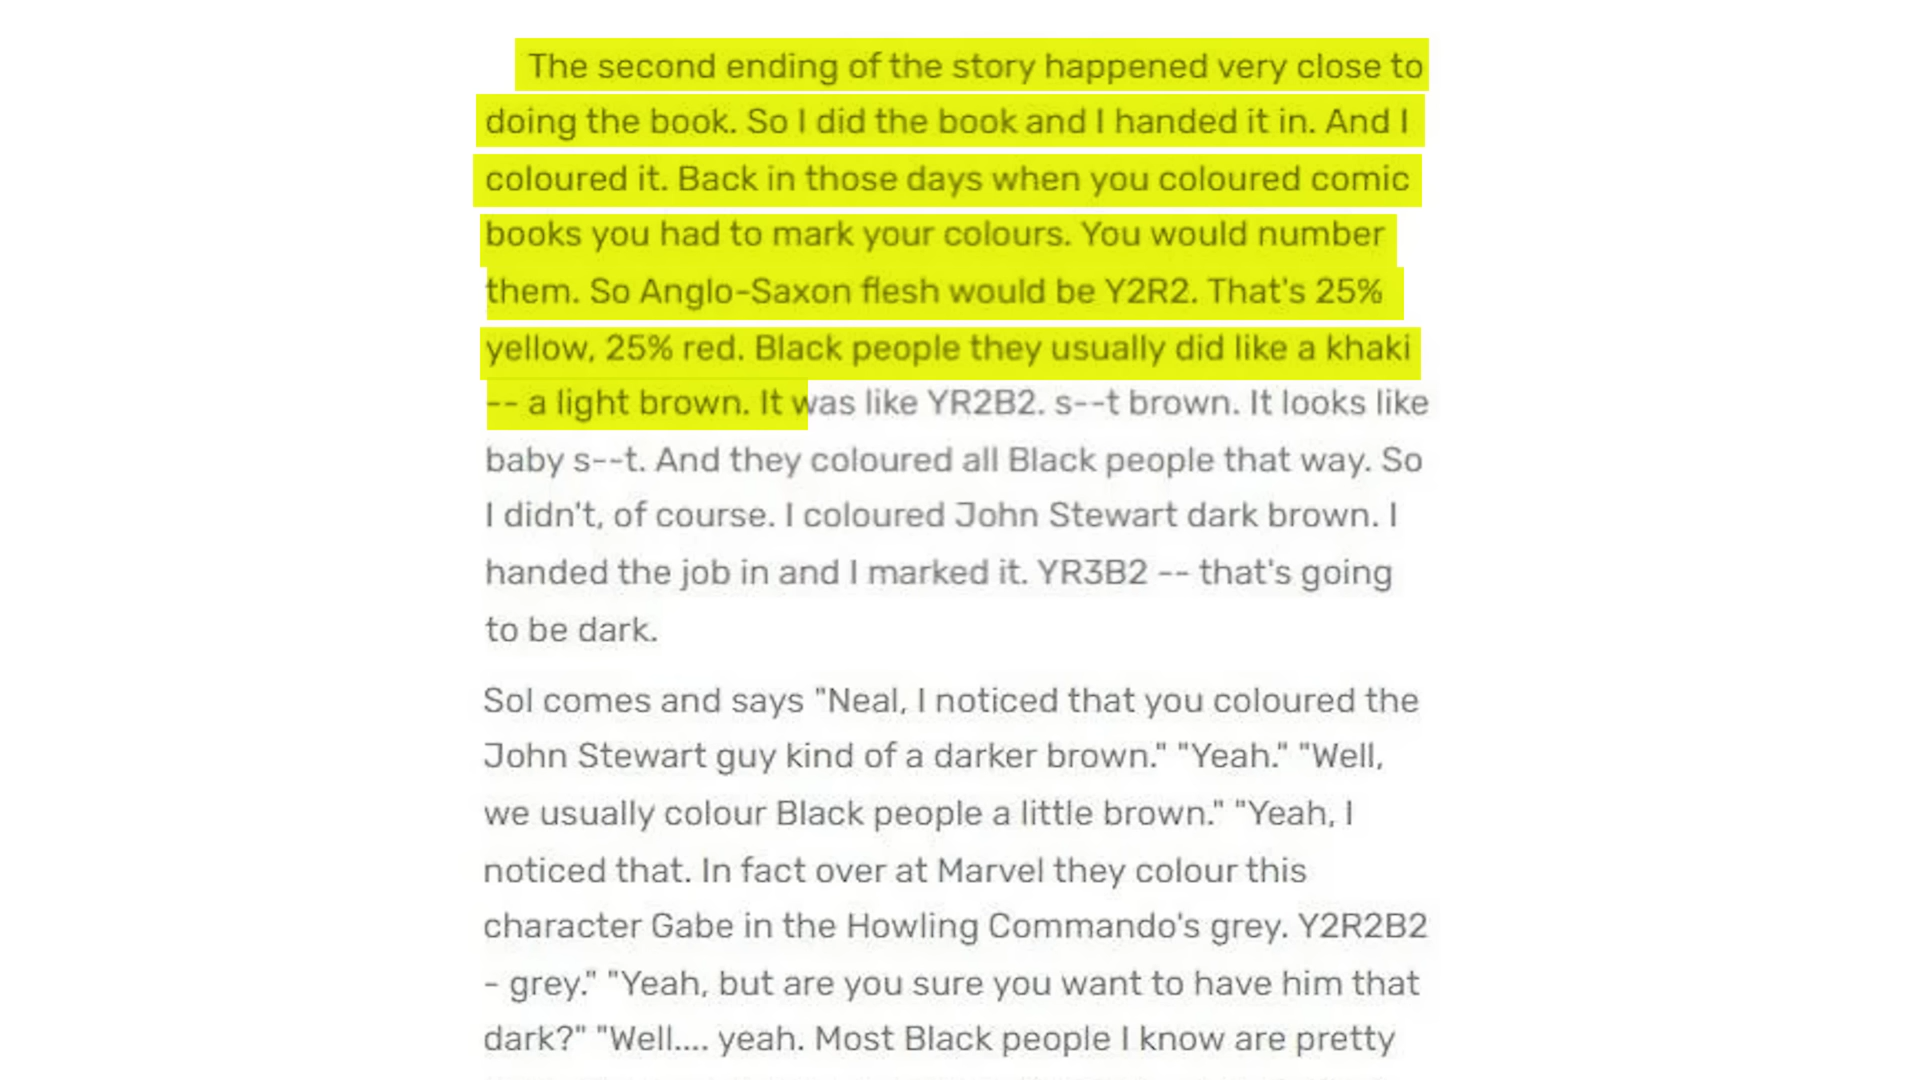 The second ending of the story happened very close to
doing the book. So I did the book and I handed it in. And I
coloured it. Back in those days when you coloured comic
books you had to mark your colours. You would number
them. So Anglo-Saxon flesh would be Y2R2. That's 25%
yellow, 25% red. Black people they usually did like a khaki
-- a light brown. It was like YR2B2. s--t brown. It looks like
baby s--t. And they coloured all Black people that way. So
I didn't, of course. I coloured John Stewart dark brown. I
handed the job in and I marked it. YR3B2 -- that's going
to be dark.
Sol comes and says "Neal, I noticed that you coloured the
John Stewart guy kind of a darker brown." "Yeah." "Well,
we usually colour Black people a little brown." "Yeah, I
noticed that. In fact over at Marvel they colour this
character Gabe in the Howling Commando's grey. Y2R2B2
- grey." "Yeah, but are you sure you want to have him that
dark?" "Well.... yeah. Most Black people I know are pretty